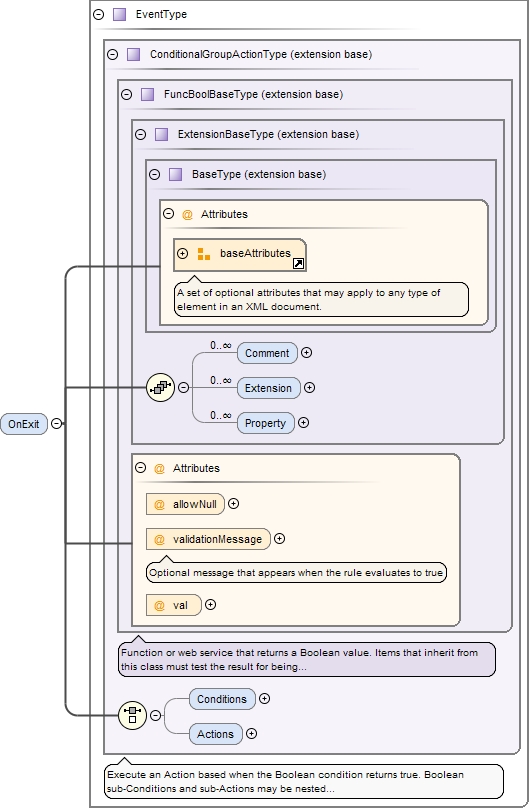 EventType
ConditionalGroupActionType (extension base)
FuncBoolBaseType (extension base)
ExtensionBaseType (extension base)
BaseType (extension base)
@ Attributes
baseAttributes
A set of optional attributes that may apply to any type of
element in an XML document.
0..∞
Comment
0..∞
Extension
0..∞
Property
OnExit
@ Attributes
@ allowNull
@ validationMessage
Optional message that appears when the rule evaluates to true
@ val
Function or web service that returns a Boolean value. Items that inherit from
this class must test the result for being...
Conditions
Actions
Execute an Action based when the Boolean condition returns true. Boolean
sub-Conditions and sub-Actions may be nested...